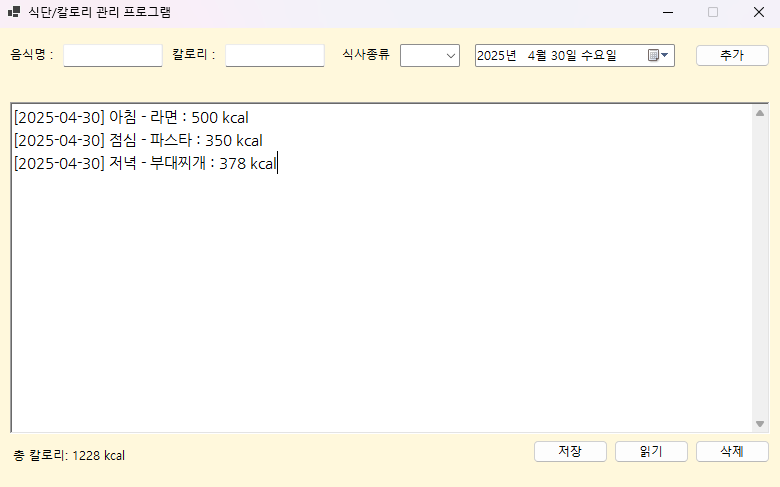 식단/칼로리 관리 프로그램
음식명 : 칼로리 : 식사종류 2025년 4월 30일 수요일 추가
[2025-04-30] 아침 - 라면 : 500 kcal
[2025-04-30] 점심 - 파스타 : 350 kcal
[2025-04-30] 저녁 - 부대찌개 : 378 kcal
총 칼로리: 1228 kcal 저장 읽기 삭제